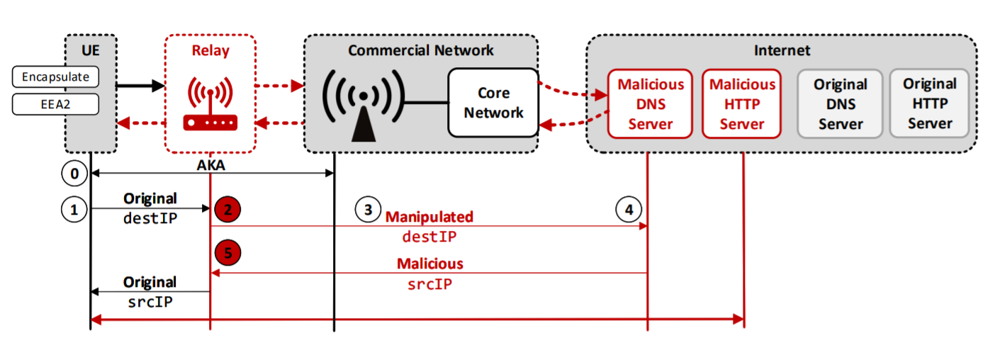 UE
Relay
Commercial Network
Internet
Encapsulate
EEA2
Core
Network
Malicious
DNS
Server
Malicious
HTTP
Server
Original
DNS
Server
Original
HTTP
Server
0
AKA
1
Original
destIP
2
3
Manipulated
destIP
4
5
Malicious
srcIP
Original
srcIP